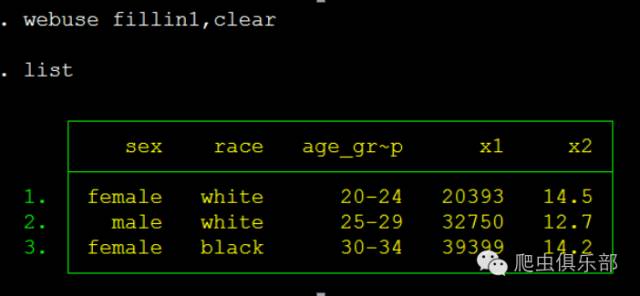 . webuse fillin1,clear
. list
sex race age_gr~p x1 x2
1. female white 20-24 20393 14.5
2. male white 25-29 32750 12.7
3. female black 30-34 39399 14.2
爬虫俱乐部